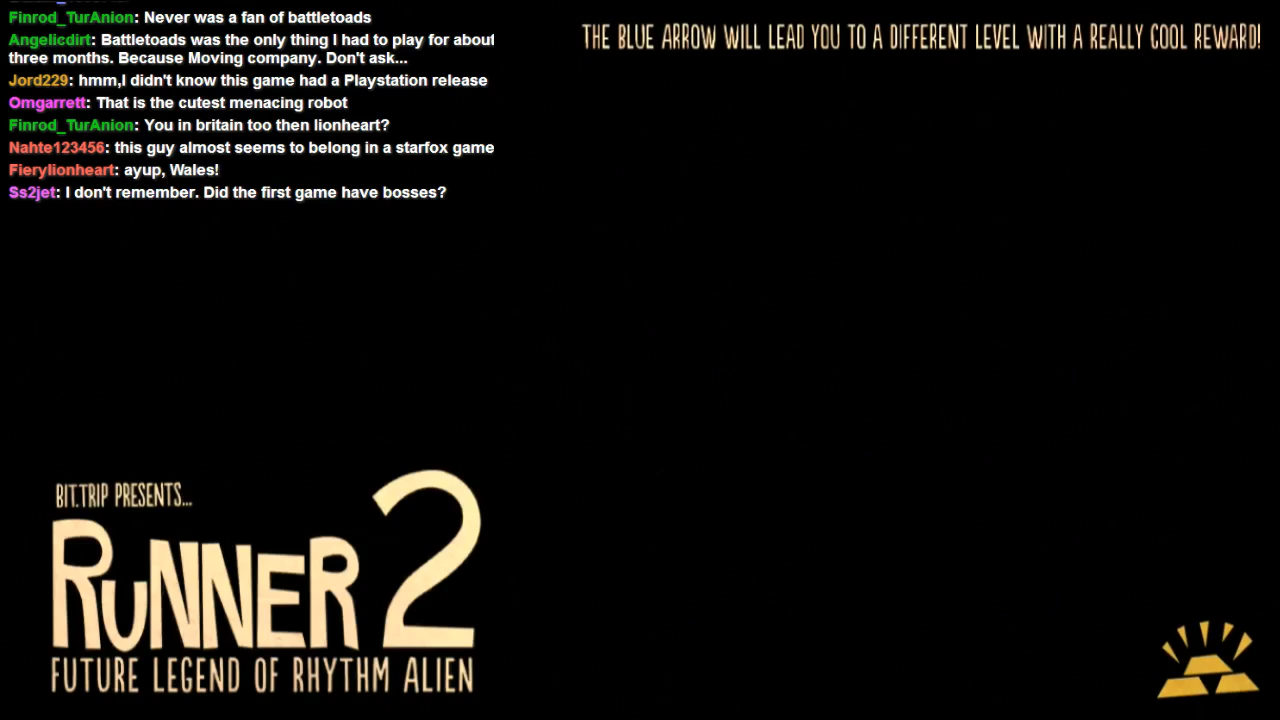 Finrod_TurAnion: Never was a fan of battletoads
Angelicdirt: Battletoads was the only thing I had to play for about
three months. Because Moving company. Don't ask...
Jord229: hmm,I didn't know this game had a Playstation release
Omgarrett: That is the cutest menacing robot
Finrod_TurAnion: You in britain too then lionheart?
Nahte123456: this guy almost seems to belong in a starfox game
Fierylionheart: ayup, Wales!
Ss2jet: I don't remember. Did the first game have bosses?
THE BLUE ARROW WILL LEAD YOU TO A DIFFERENT LEVEL WITH A REALLY COOL REWARD!
BIT.TRIP PRESENTS...
RUNNER 2
FUTURE LEGEND OF RHYTHM ALIEN